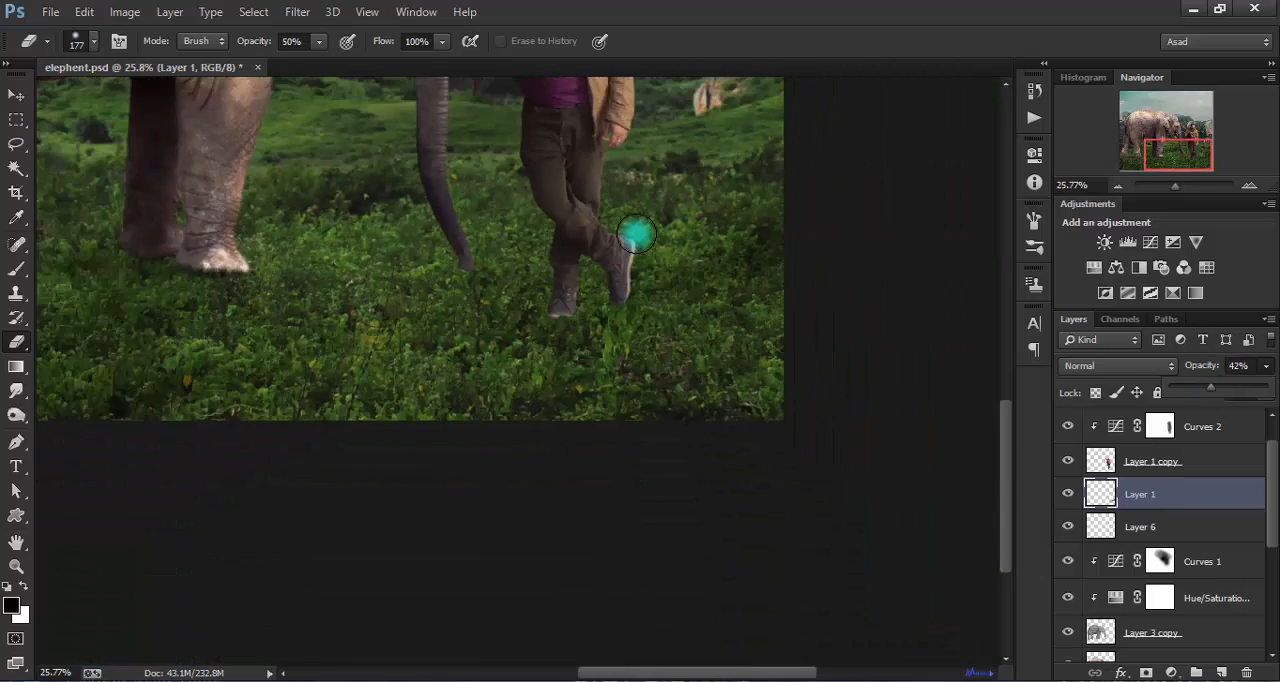 Ps File Edit Image Layer Type Select Filter 3D View Window Help
177 Mode: Brush Opacity: 50% Flow: 100% Erase to History Asad
elephent.psd @ 25.8% (Layer 1, RGB/8) * ×
Histogram Navigator
25.77%
Adjustments
Add an adjustment
Layers Channels Paths
Kind
Normal Opacity: 42%
Lock:
Curves 2
Layer 1 copy
Layer 1
Layer 6
Curves 1
Hue/Saturatio...
Layer 3 copy
25.77% Doc: 43.1M/232.8M